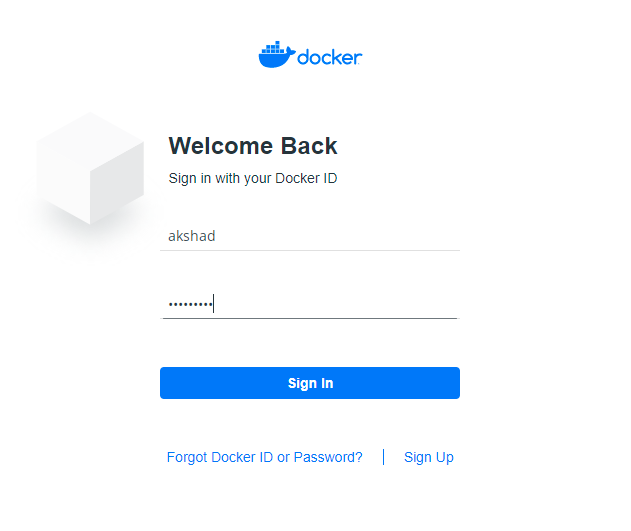 docker
Welcome Back
Sign in with your Docker ID
akshad
•••••••••
Sign In
Forgot Docker ID or Password? | Sign Up